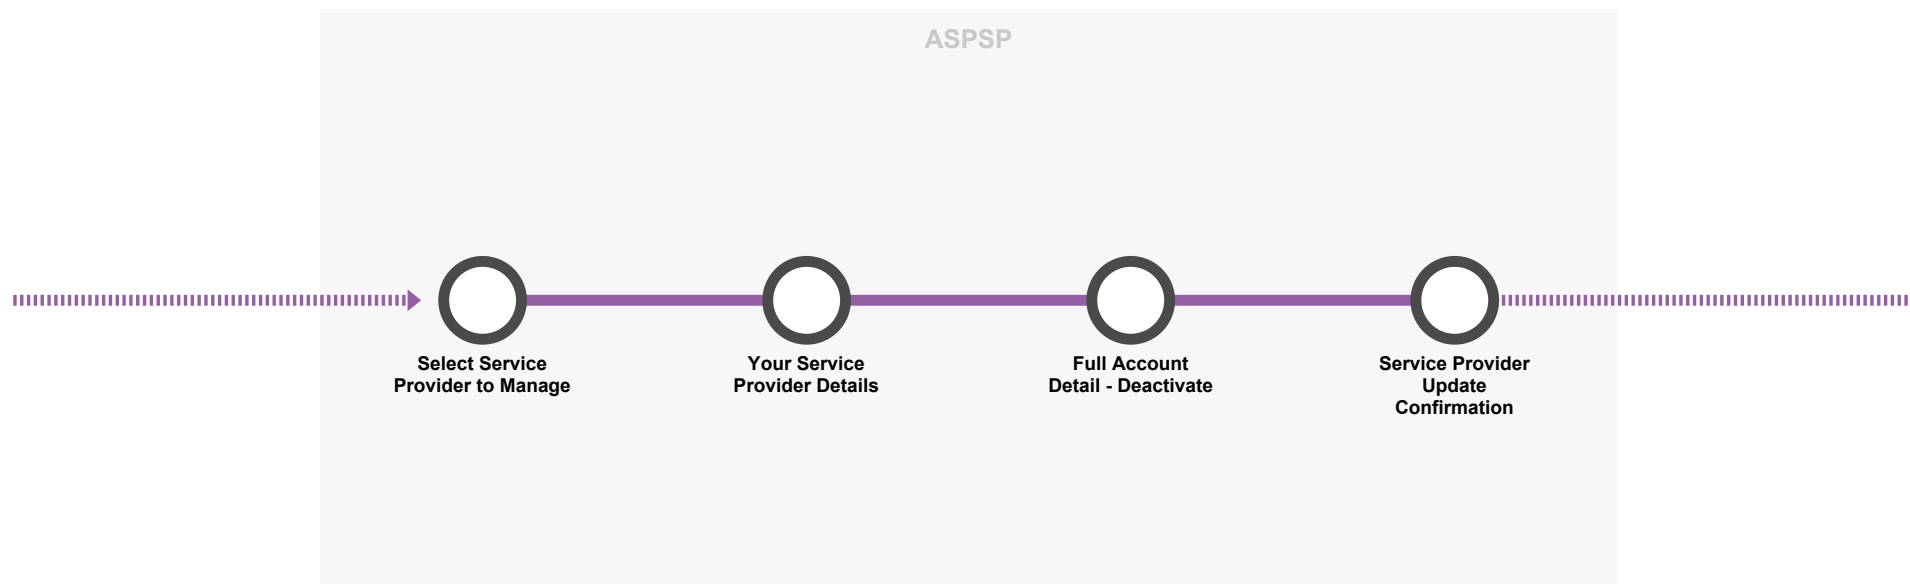 ASPSP
Select Service
Provider to Manage
Your Service
Provider Details
Full Account
Detail - Deactivate
Service Provider
Update
Confirmation